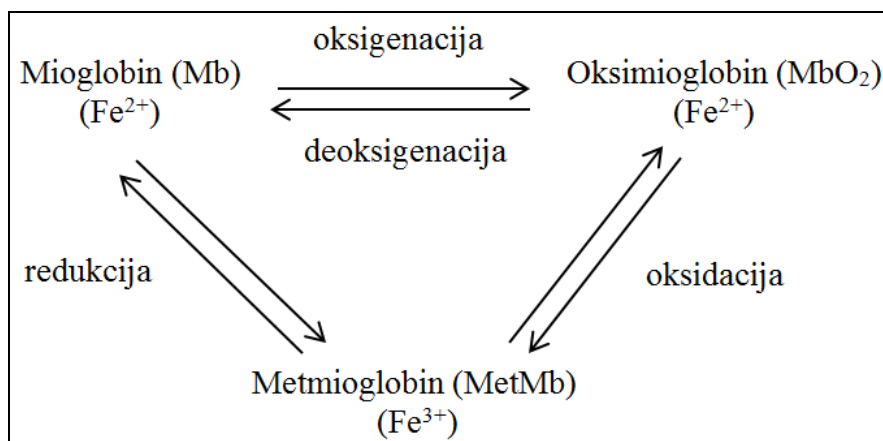 oksigenacija
Mioglobin (Mb)
(Fe²⁺)
Oksimioglobin (MbO₂)
(Fe²⁺)
deoksigenacija
redukcija
oksidacija
Metmioglobin (MetMb)
(Fe³⁺)